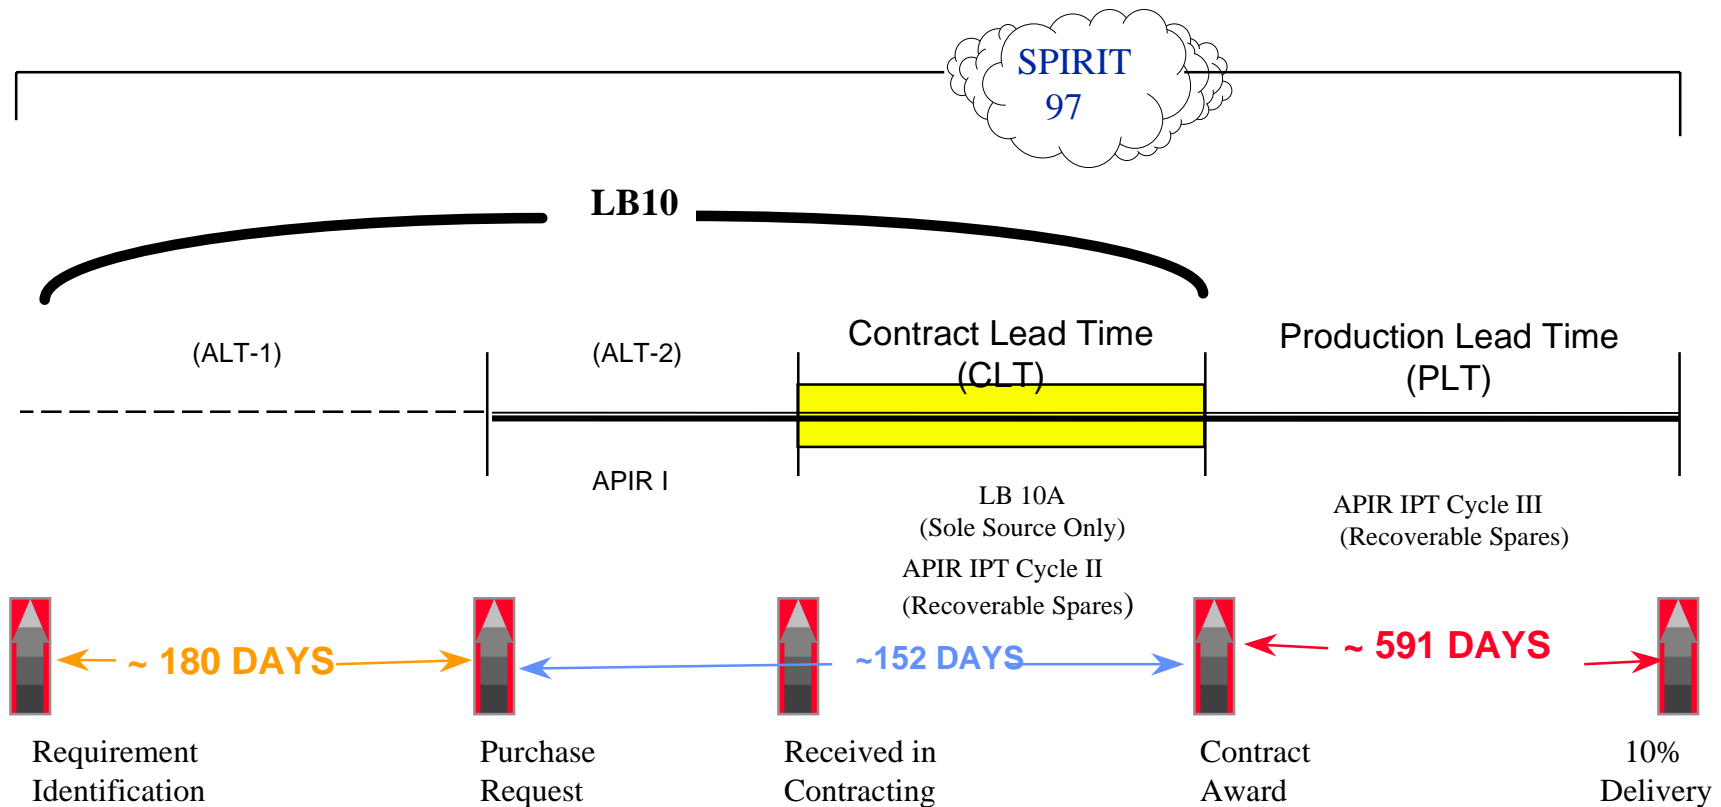 SPIRIT
97
LB10
(ALT-1)
(ALT-2)
Contract Lead Time
(CLT)
Production Lead Time
(PLT)
APIR I
LB 10A
(Sole Source Only)
APIR IPT Cycle II
(Recoverable Spares)
APIR IPT Cycle III
(Recoverable Spares)
~ 180 DAYS
~152 DAYS
~ 591 DAYS
Requirement
Identification
Purchase
Request
Received in
Contracting
Contract
Award
10%
Delivery